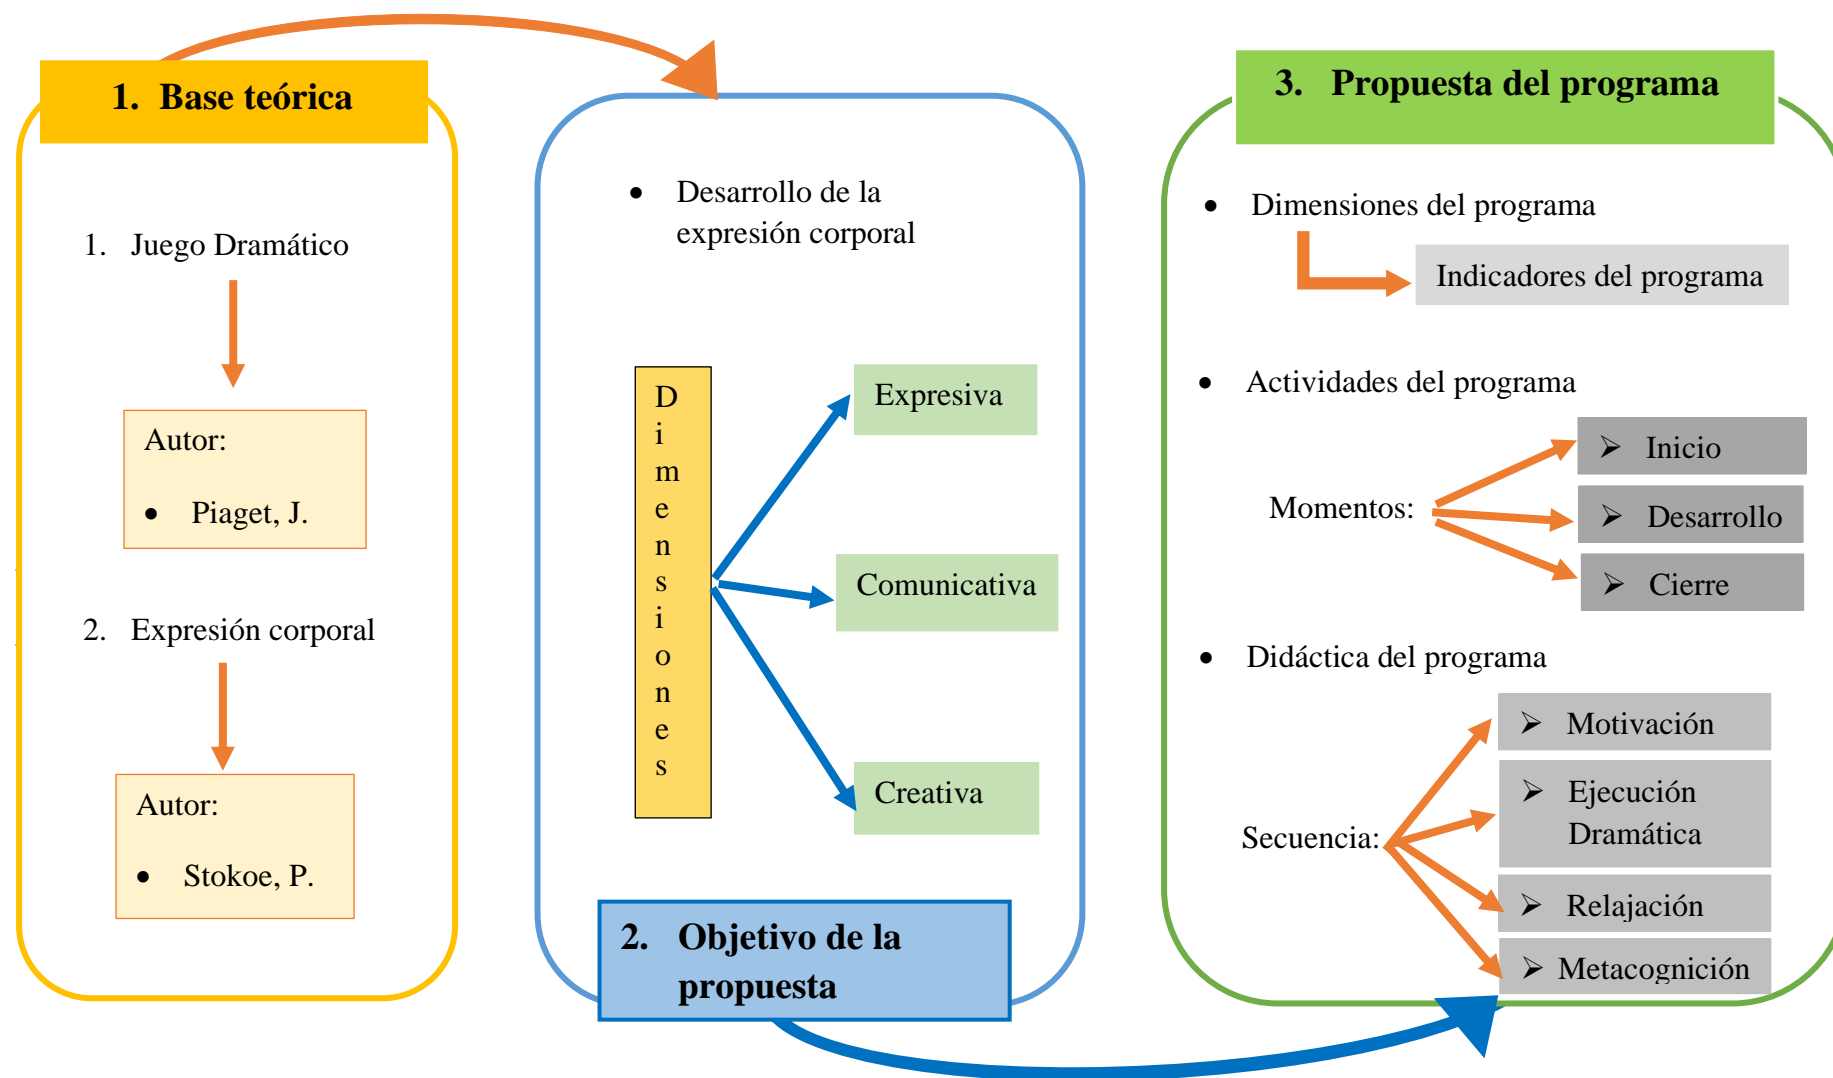 1. Base teórica
1. Juego Dramático
Autor:
• Piaget, J.
2. Expresión corporal
Autor:
• Stokoe, P.
• Desarrollo de la
expresión corporal
Dimensiones
Expresiva
Comunicativa
Creativa
2. Objetivo de la
propuesta
3. Propuesta del programa
• Dimensiones del programa
Indicadores del programa
• Actividades del programa
Momentos:
➢ Inicio
➢ Desarrollo
➢ Cierre
• Didáctica del programa
Secuencia:
➢ Motivación
➢ Ejecución
Dramática
➢ Relajación
➢ Metacognición